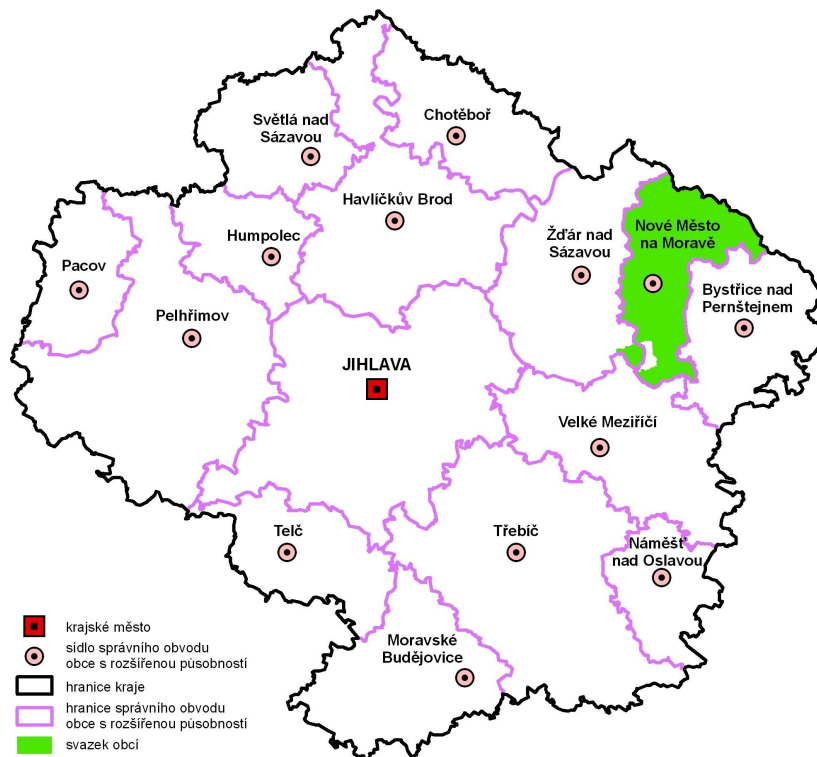 Chotěboř
Světlá nad
Sázavou
Havlíčkův Brod
Humpolec
Žďár nad
Sázavou
Nové Město
na Moravě
Pacov
Bystřice nad
Pernštejnem
Pelhřimov
JIHLAVA
Velké Meziříčí
Telč
Třebíč
Náměšť
nad Oslavou
Moravské
Budějovice
krajské město
sídlo správního obvodu
obce s rozšířenou působností
hranice kraje
hranice správního obvodu
obce s rozšířenou působností
svazek obcí